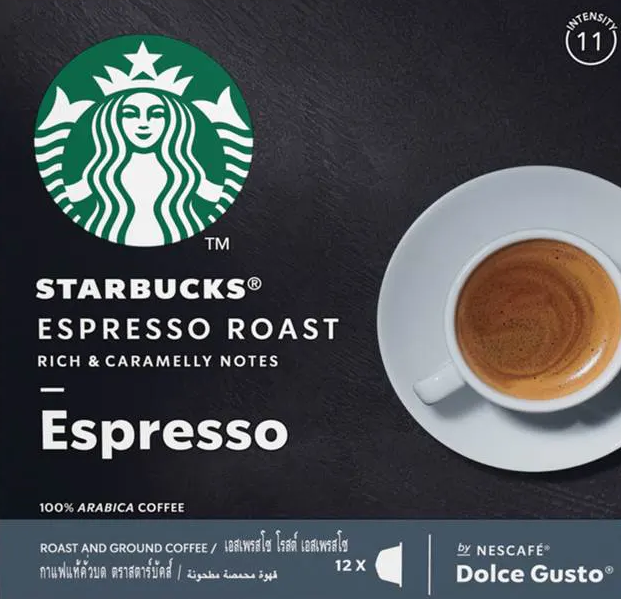 INTENSITY
11
TM
STARBUCKS®
ESPRESSO ROAST
RICH & CARAMELLY NOTES
Espresso
100% ARABICA COFFEE
ROAST AND GROUND COFFEE / เอสเพรสโซ โรสต์ เอสเพรสโซ
กาแฟแท้คั่วบด ตราสตาร์บัคส์ / قهوة محمصة مطحونة
12 X
by NESCAFÉ®
Dolce Gusto®